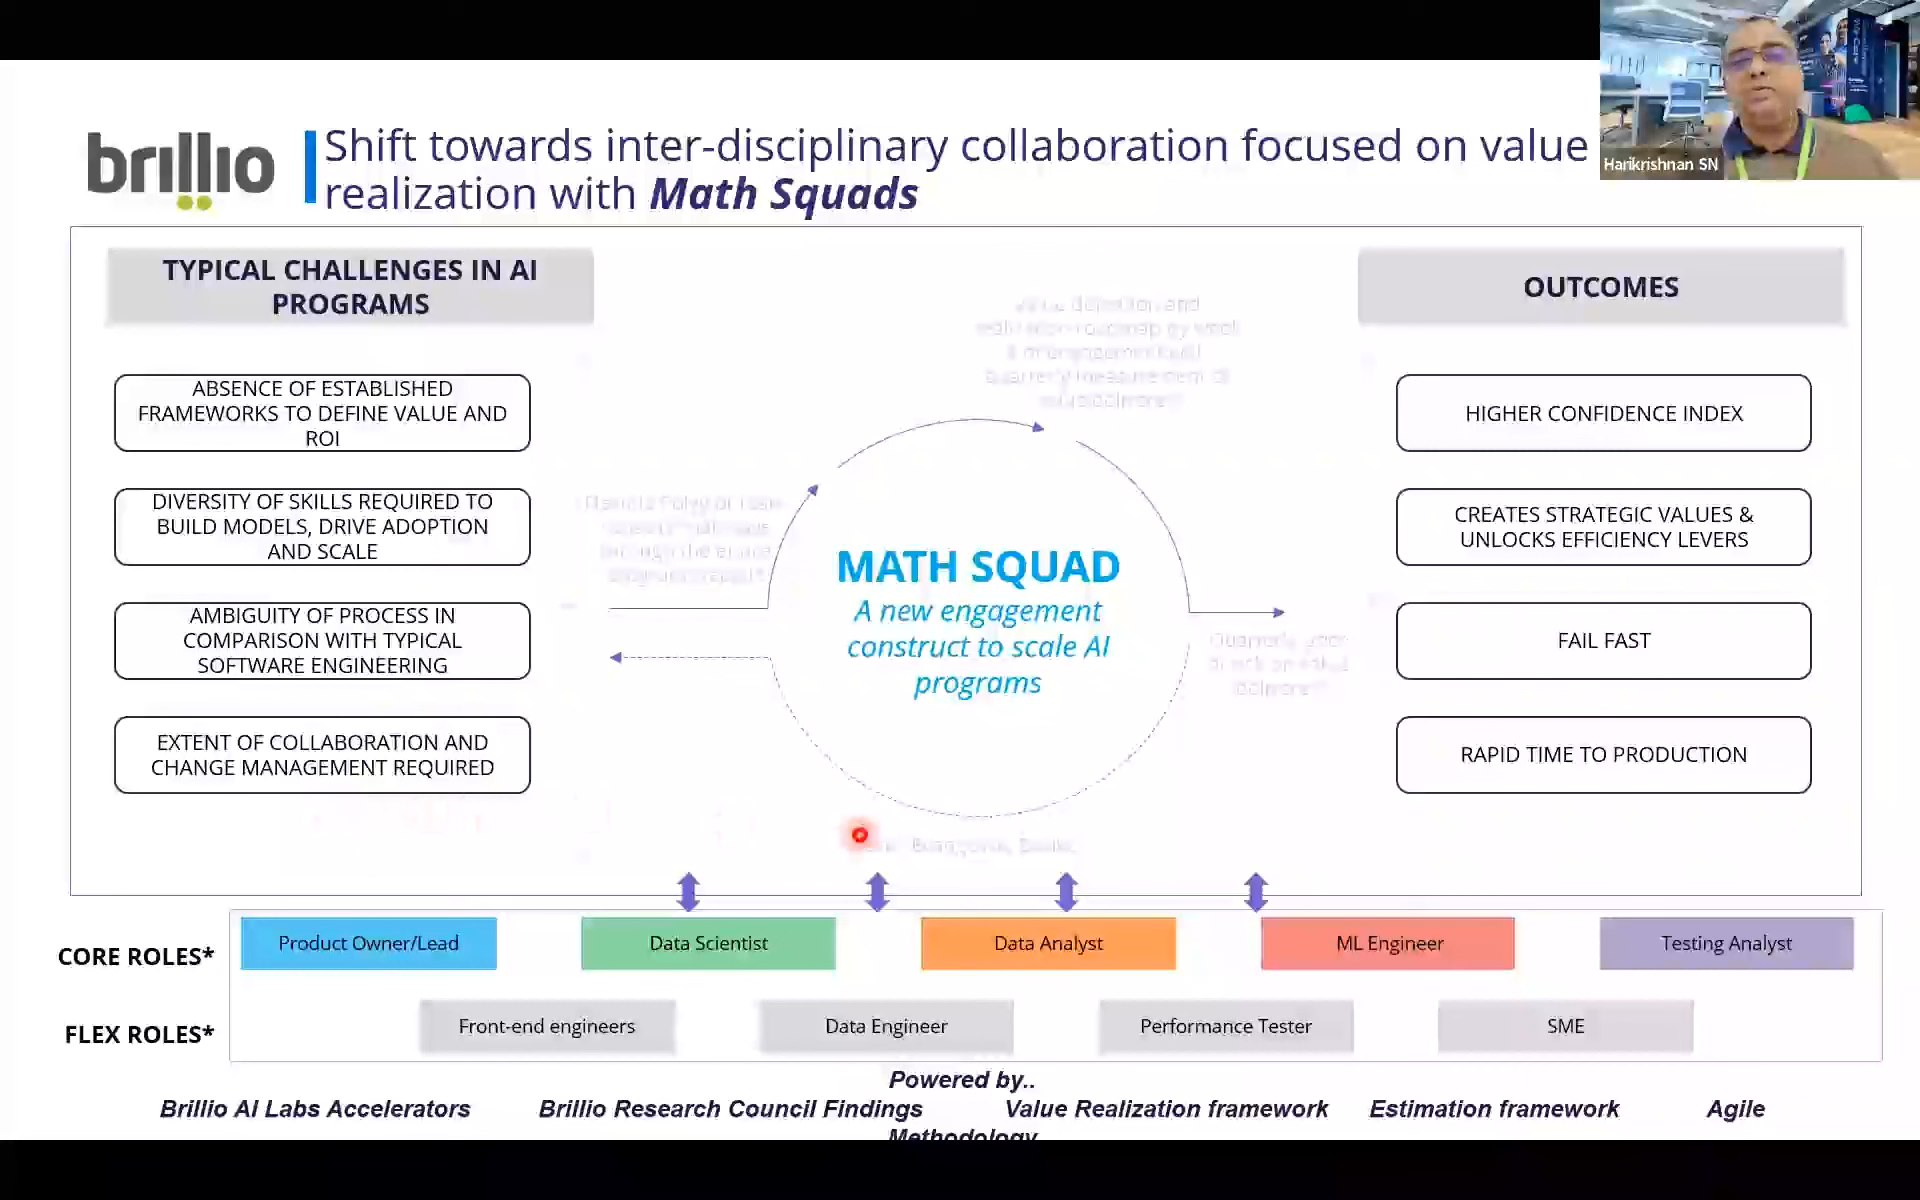 Harikrishnan SN
brillio
Shift towards inter-disciplinary collaboration focused on value
realization with Math Squads
TYPICAL CHALLENGES IN AI
PROGRAMS
ABSENCE OF ESTABLISHED
FRAMEWORKS TO DEFINE VALUE AND
ROI
DIVERSITY OF SKILLS REQUIRED TO
BUILD MODELS, DRIVE ADOPTION
AND SCALE
AMBIGUITY OF PROCESS IN
COMPARISON WITH TYPICAL
SOFTWARE ENGINEERING
EXTENT OF COLLABORATION AND
CHANGE MANAGEMENT REQUIRED
MATH SQUAD
A new engagement
construct to scale AI
programs
OUTCOMES
HIGHER CONFIDENCE INDEX
CREATES STRATEGIC VALUES &
UNLOCKS EFFICIENCY LEVERS
FAIL FAST
RAPID TIME TO PRODUCTION
CORE ROLES*
Product Owner/Lead
Data Scientist
Data Analyst
ML Engineer
Testing Analyst
FLEX ROLES*
Front-end engineers
Data Engineer
Performance Tester
SME
Powered by..
Brillio AI Labs Accelerators Brillio Research Council Findings Value Realization framework Estimation framework Agile
Methodology